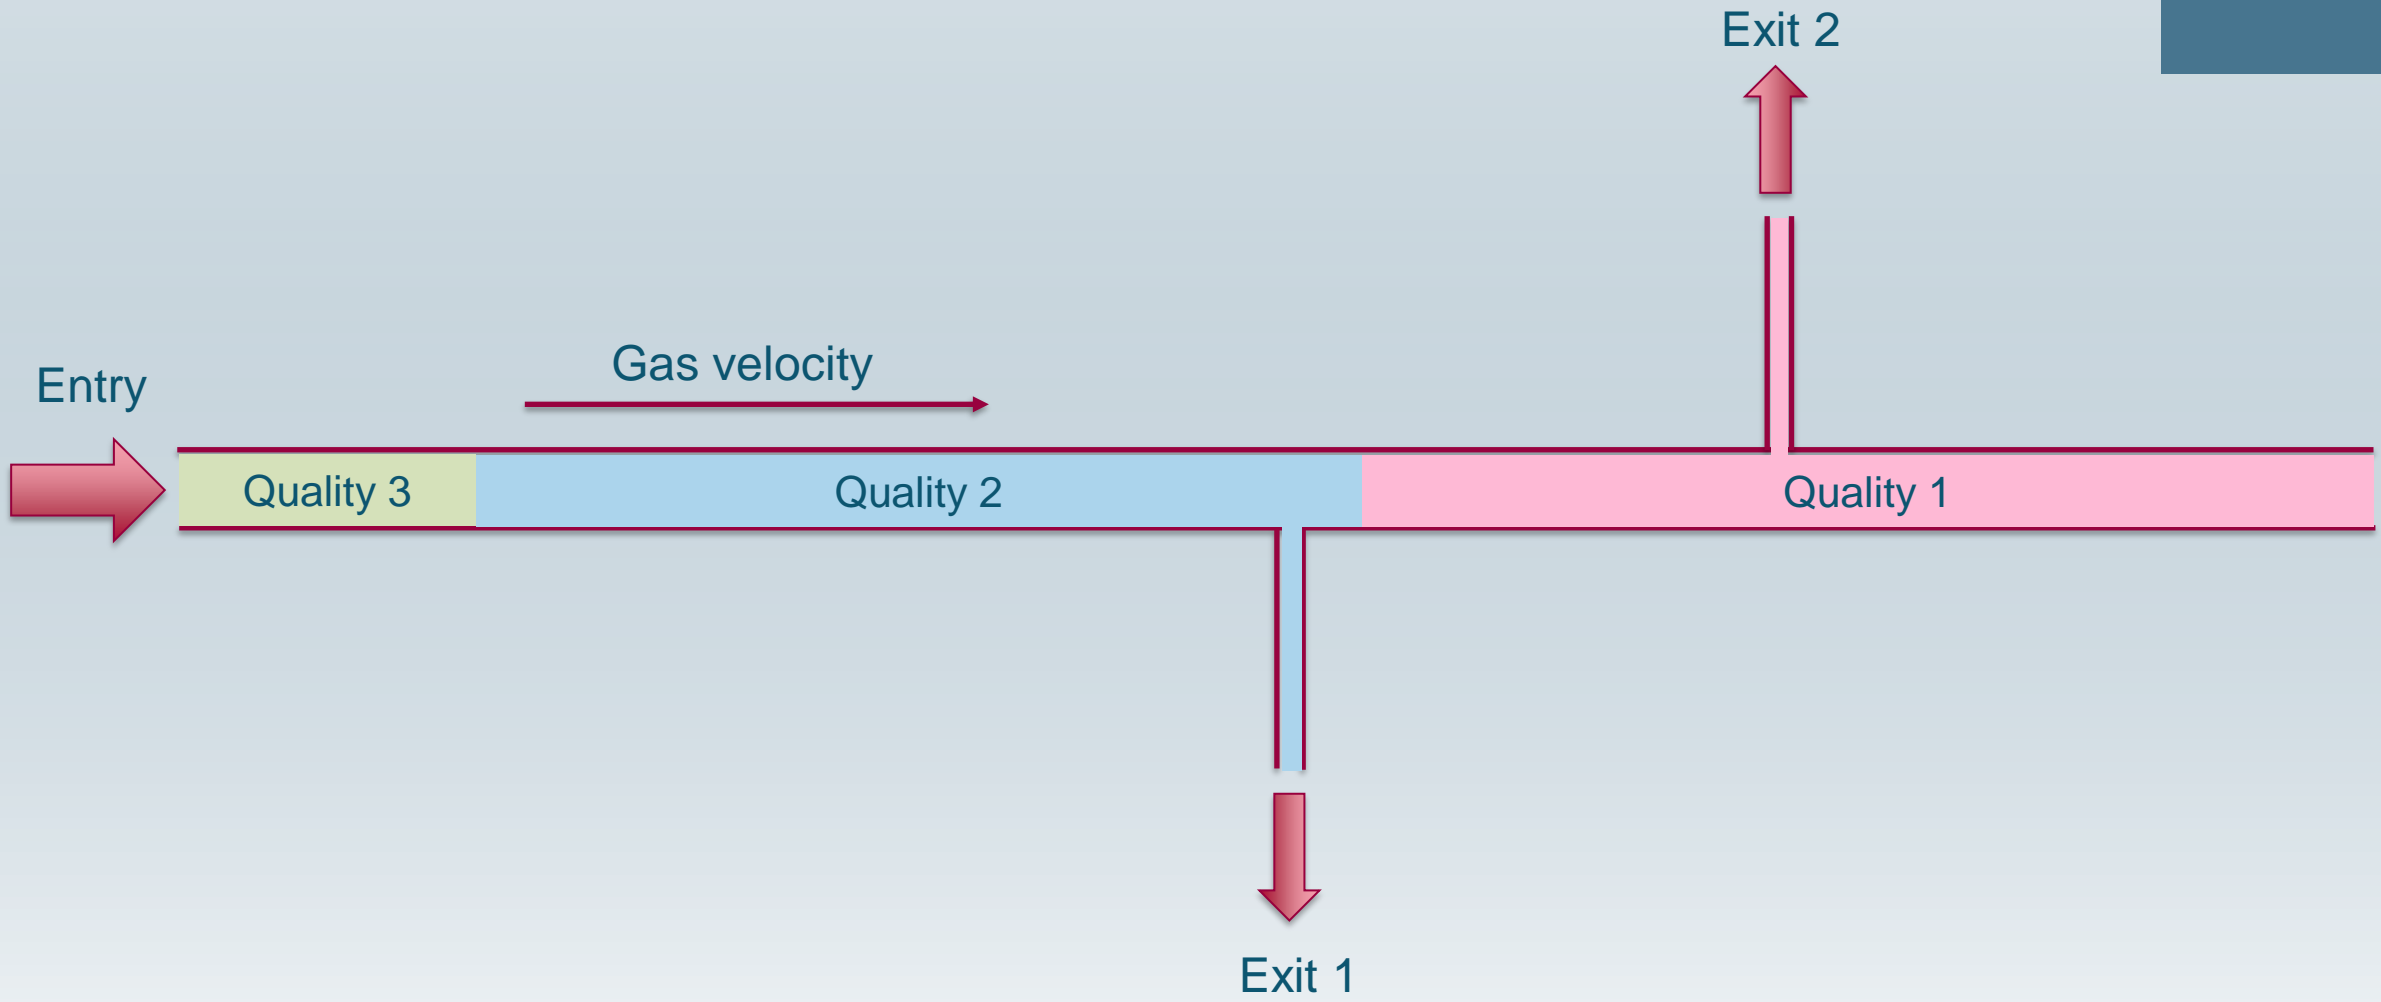 Exit 2
Gas velocity
Entry
Quality 3
Quality 2
Quality 1
Exit 1